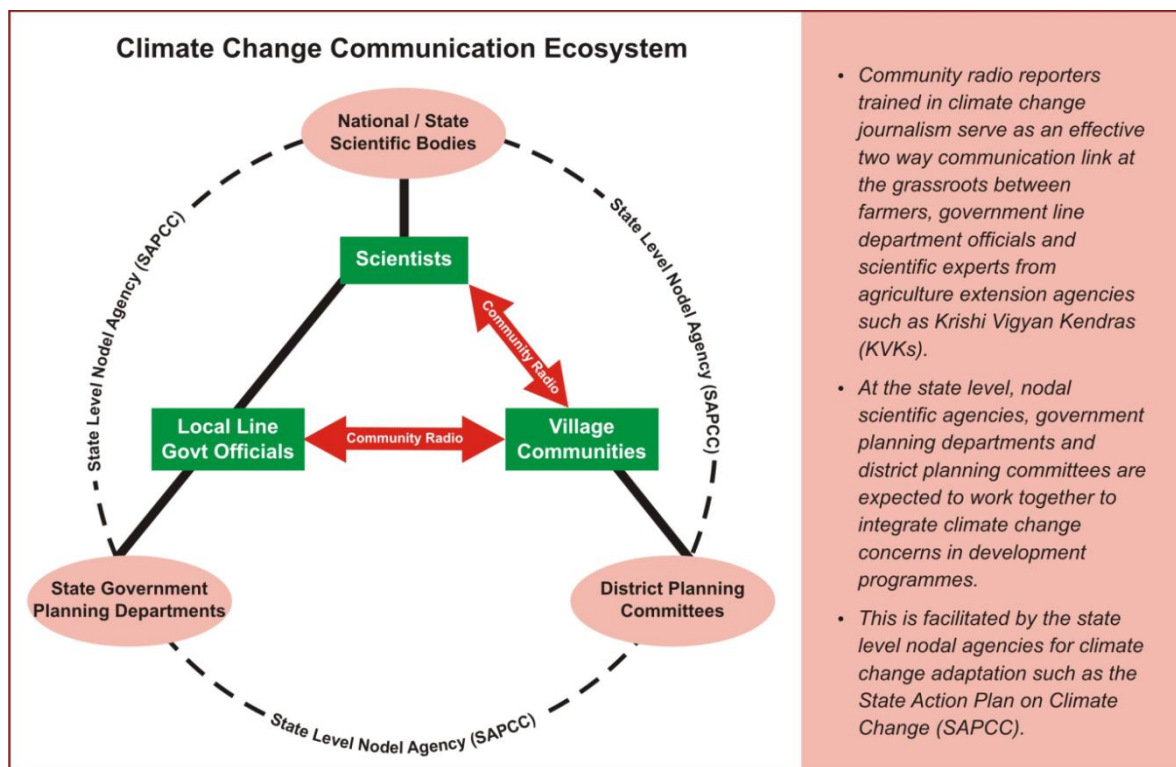 Climate Change Communication Ecosystem
National / State
Scientific Bodies
State Level Nodel Agency (SAPCC)
State Level Nodel Agency (SAPCC)
Scientists
Community Radio
Local Line
Govt Officials
Community Radio
Village
Communities
State Government
Planning Departments
District Planning
Committees
State Level Nodel Agency (SAPCC)
• Community radio reporters
trained in climate change
journalism serve as an effective
two way communication link at
the grassroots between
farmers, government line
department officials and
scientific experts from
agriculture extension agencies
such as Krishi Vigyan Kendras
(KVKs).
• At the state level, nodal
scientific agencies, government
planning departments and
district planning committees are
expected to work together to
integrate climate change
concerns in development
programmes.
• This is facilitated by the state
level nodal agencies for climate
change adaptation such as the
State Action Plan on Climate
Change (SAPCC).